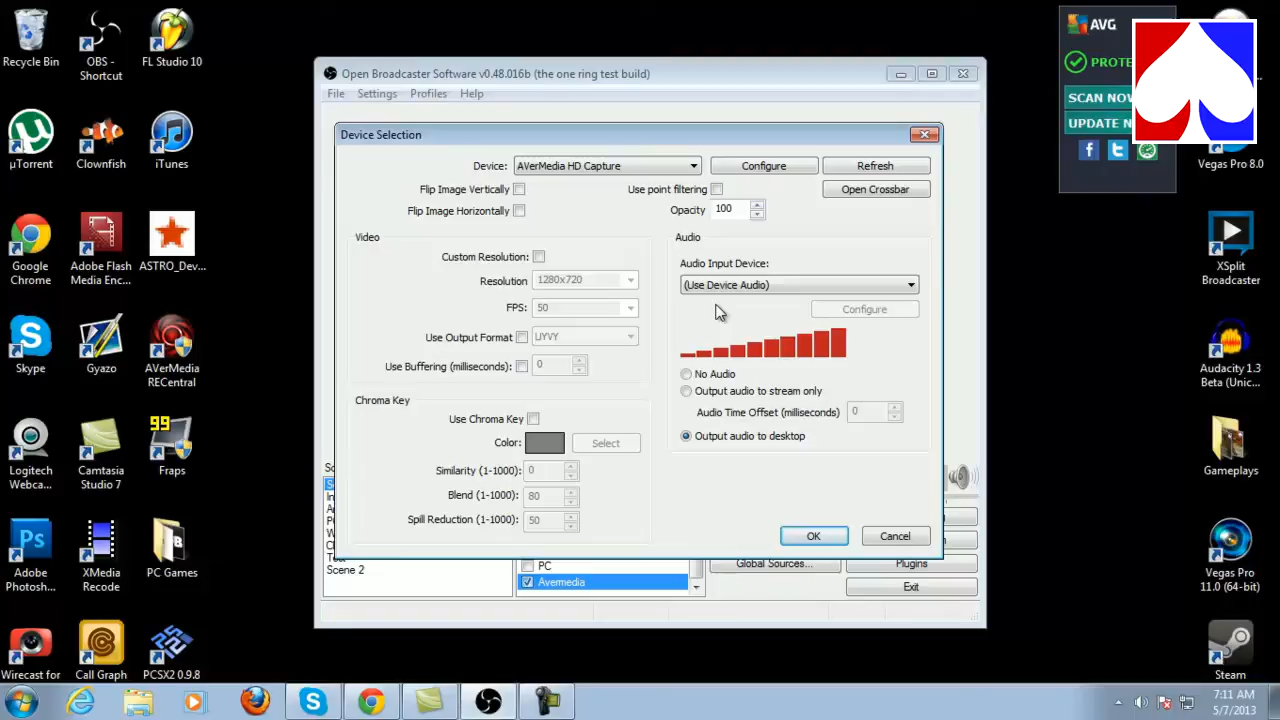 Recycle Bin
OBS - Shortcut
FL Studio 10
µTorrent
Clownfish
iTunes
Google Chrome
Adobe Flash Media Enc...
ASTRO_Dev...
Skype
Gyazo
AVerMedia RECentral
Logitech Webca...
Camtasia Studio 7
99
Fraps
Adobe Photosh...
XMedia Recode
PC Games
Wirecast for
Call Graph
PCSX2 0.9.8
Open Broadcaster Software v0.48.016b (the one ring test build)
File Settings Profiles Help
Device Selection
Device: AVerMedia HD Capture Configure Refresh
Flip Image Vertically Use point filtering Open Crossbar
Flip Image Horizontally Opacity 100
Video
Custom Resolution:
Resolution 1280x720
FPS: 50
Use Output Format UYVY
Use Buffering (miliseconds): 0
Chroma Key
Use Chroma Key
Color: Select
Similarity (1-1000): 0
Blend (1-1000): 80
Spill Reduction (1-1000): 50
Audio
Audio Input Device:
(Use Device Audio)
Configure
No Audio
Output audio to stream only
Audio Time Offset (milliseconds) 0
Output audio to desktop
OK Cancel
Scene 2
PC
Avermedia
Global Sources...
Plugins
Exit
AVG
PROTE
SCAN NOW
UPDATE N
Vegas Pro 8.0
XSplit Broadcaster
Audacity 1.3 Beta (Unic...
Gameplays
Vegas Pro 11.0 (64-bit)
Steam
7:11 AM
5/7/2013